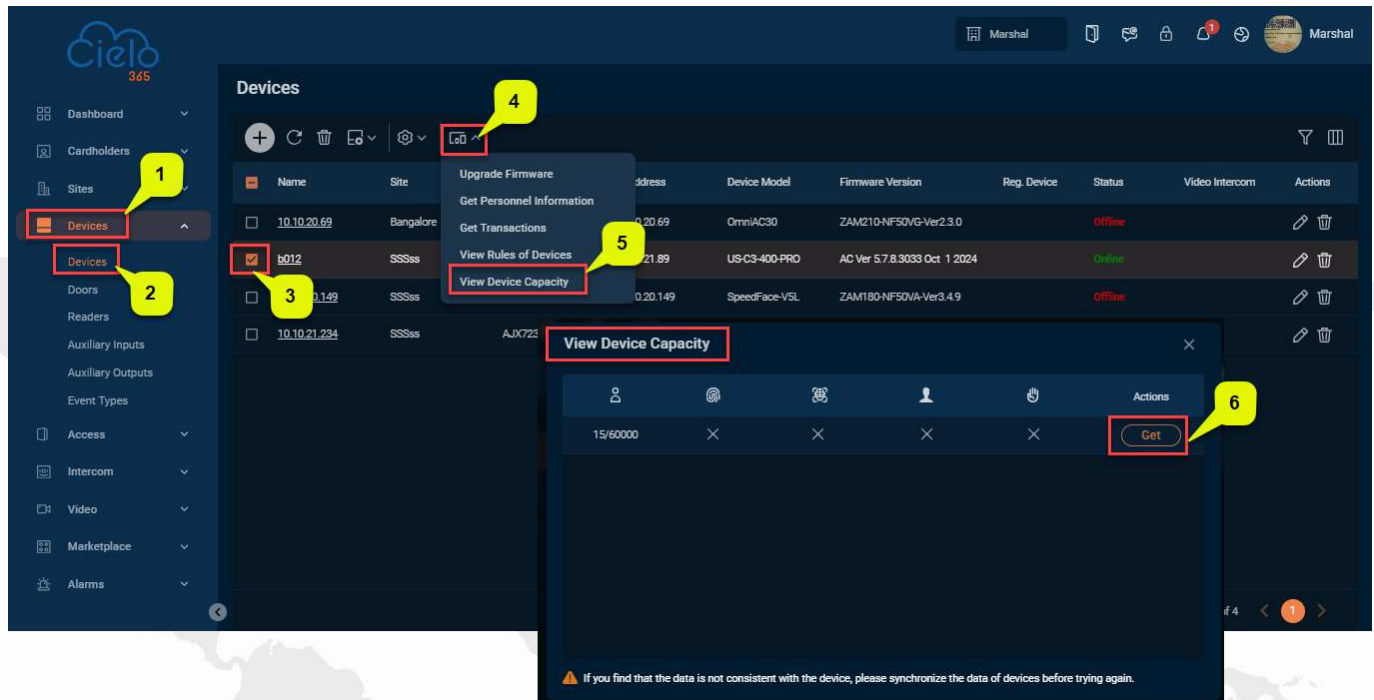 Cielo
365
Marshal
1
Marshal
Devices
4
Dashboard
Cardholders
1
Sites
Devices
Devices
2
Doors
Readers
Auxiliary Inputs
Auxiliary Outputs
Event Types
Access
Intercom
Video
Marketplace
Alarms
Name Site ddress Device Model Firmware Version Reg. Device Status Video Intercom Actions
10.10.20.69 Bangalore 0.20.69 OmniAC30 ZAM210-NF50VG-Ver2.3.0 Offline
b012 SSSss 21.89 US-C3-400-PRO AC Ver 5.7.8.3033 Oct 1 2024 Online
3
0.149 SSSss 0.20.149 SpeedFace-V5L ZAM180-NF50VA-Ver3.4.9 Offline
10.10.21.234 SSSss AJX723
Upgrade Firmware
Get Personnel Information
Get Transactions
View Rules of Devices
View Device Capacity
5
View Device Capacity
Actions
15/60000 Get
6
If you find that the data is not consistent with the device, please synchronize the data of devices before trying again.
of 4 1